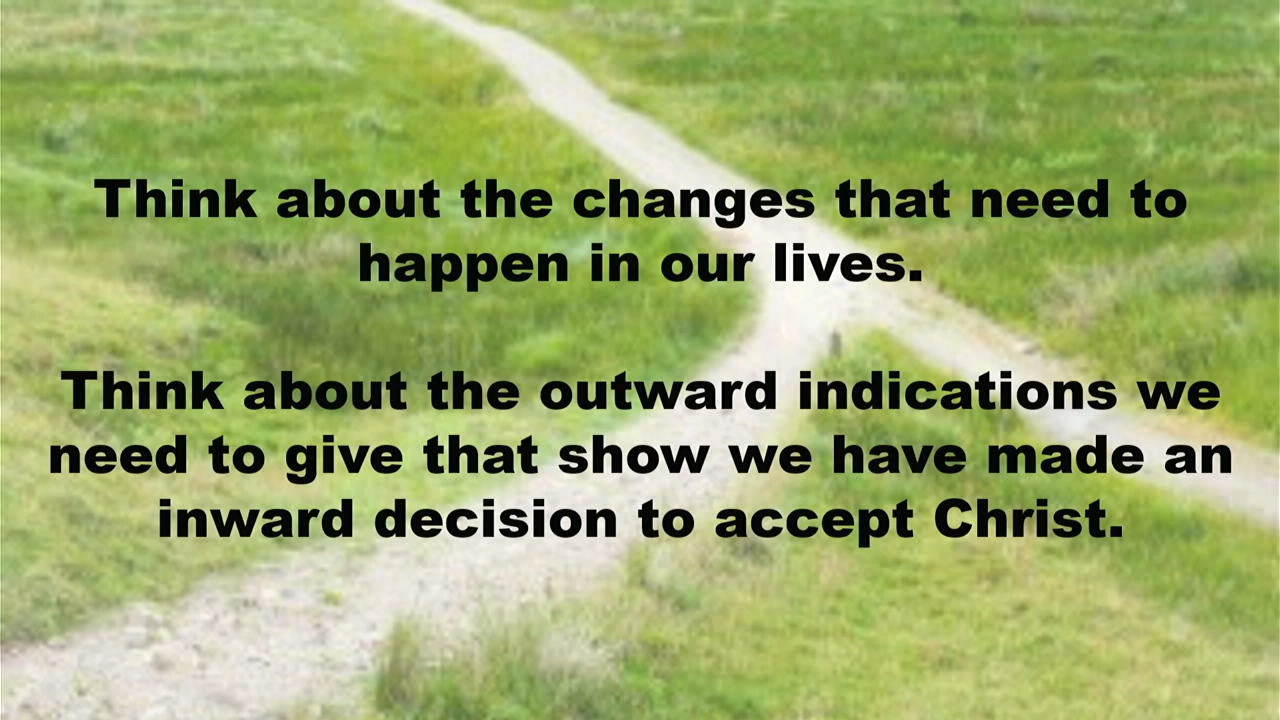 Think about the changes that need to
happen in our lives.
Think about the outward indications we
need to give that show we have made an
inward decision to accept Christ.